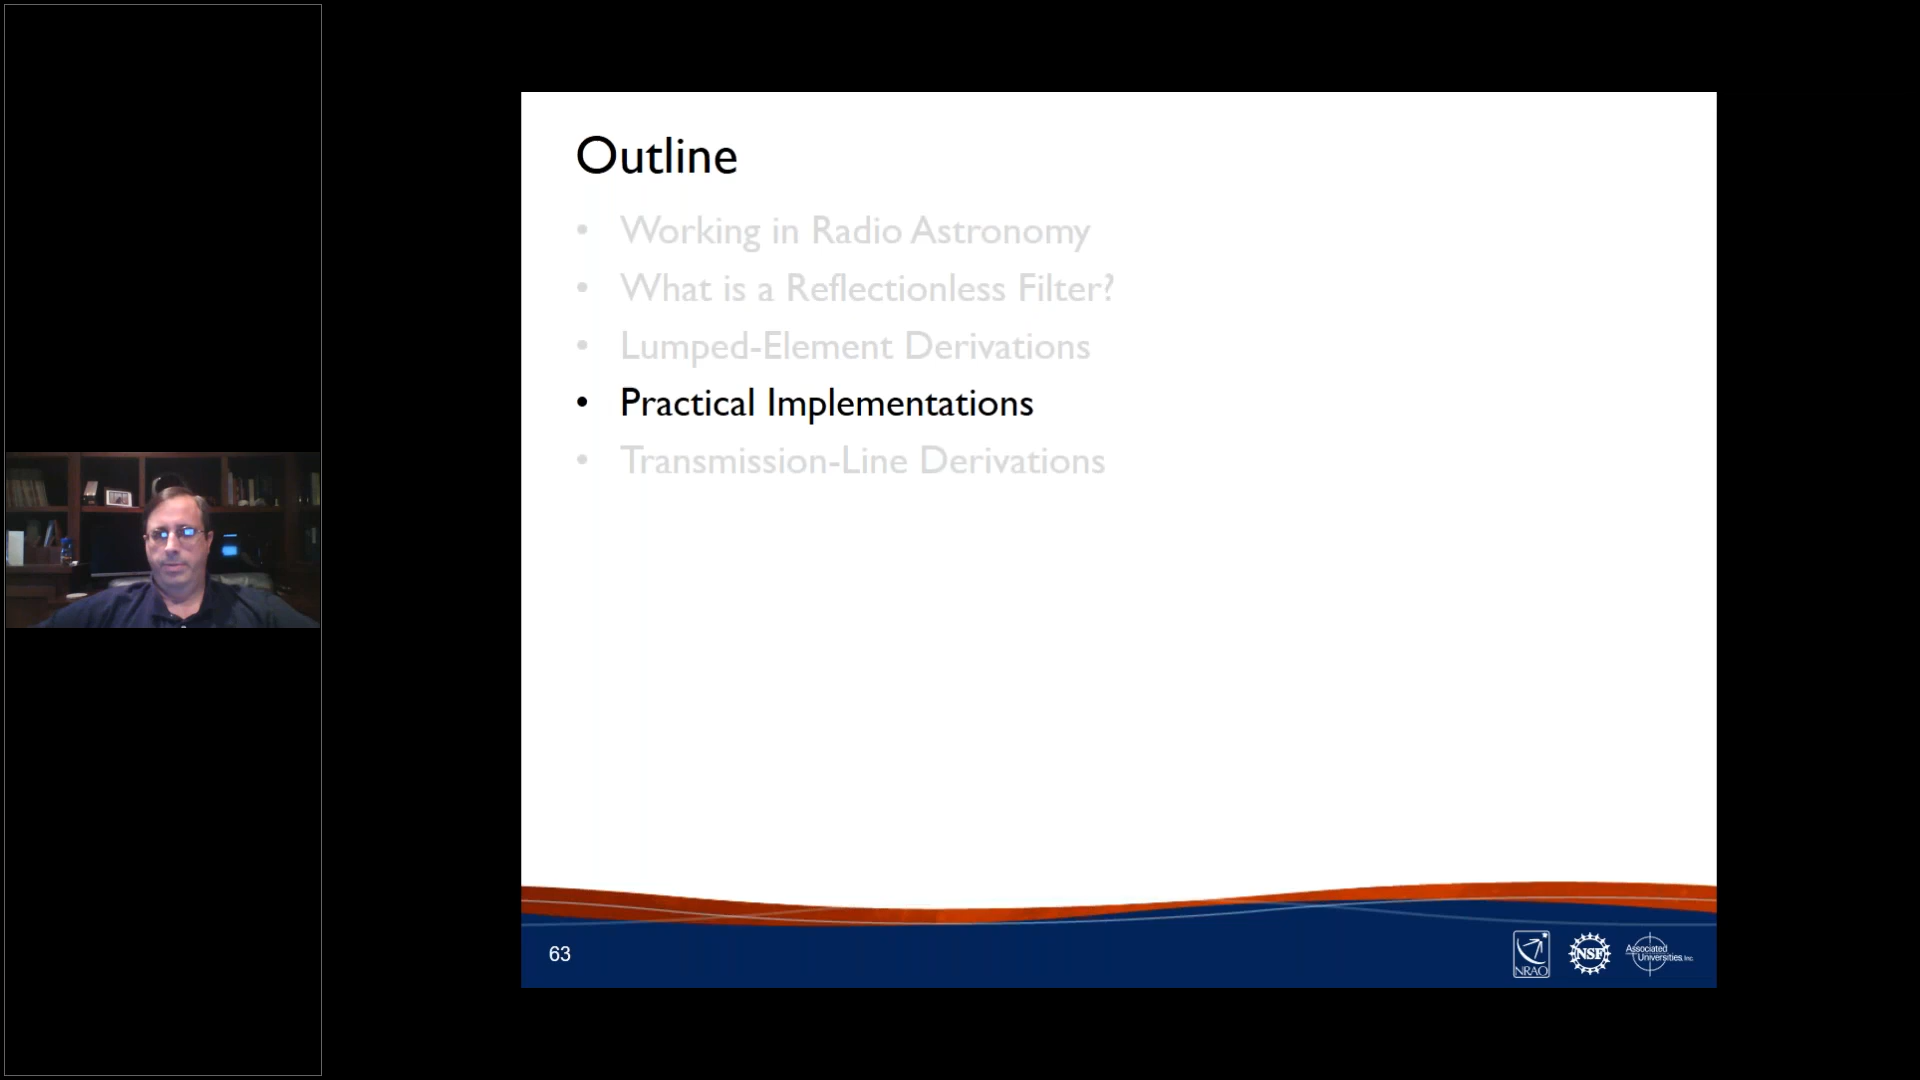 Outline
• Working in Radio Astronomy
• What is a Reflectionless Filter?
• Lumped-Element Derivations
• Practical Implementations
• Transmission-Line Derivations
63
NRAO
NSF
Associated
Universities, Inc.